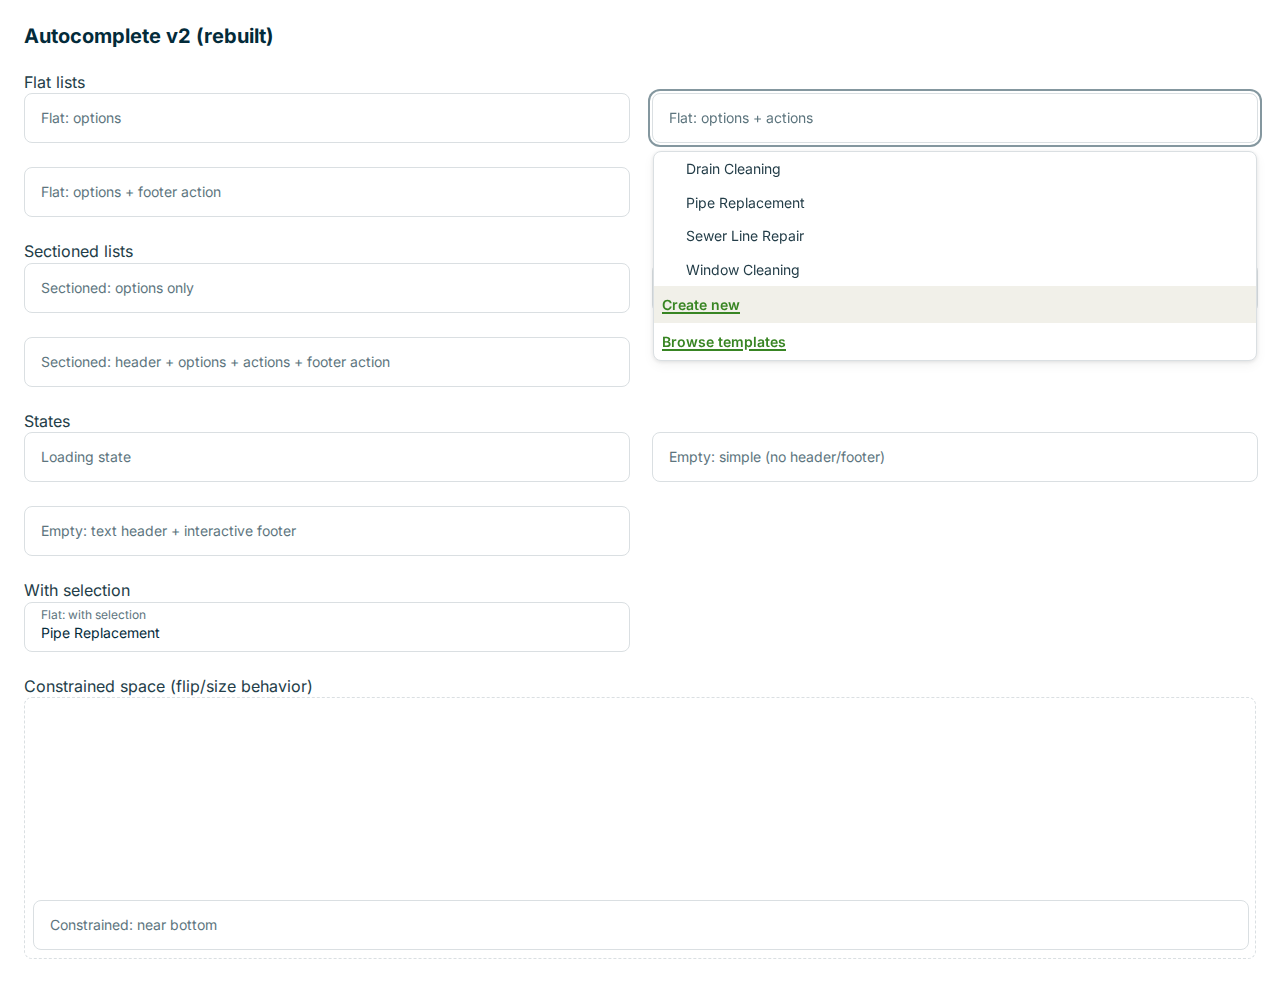 Autocomplete v2 (rebuilt)
Flat lists
Flat: options
Flat: options + actions
Drain Cleaning
Pipe Replacement
Sewer Line Repair
Window Cleaning
Create new
Browse templates
Flat: options + footer action
Sectioned lists
Sectioned: options only
Sectioned: header + options + actions + footer action
States
Loading state
Empty: simple (no header/footer)
Empty: text header + interactive footer
With selection
Flat: with selection
Pipe Replacement
Constrained space (flip/size behavior)
Constrained: near bottom